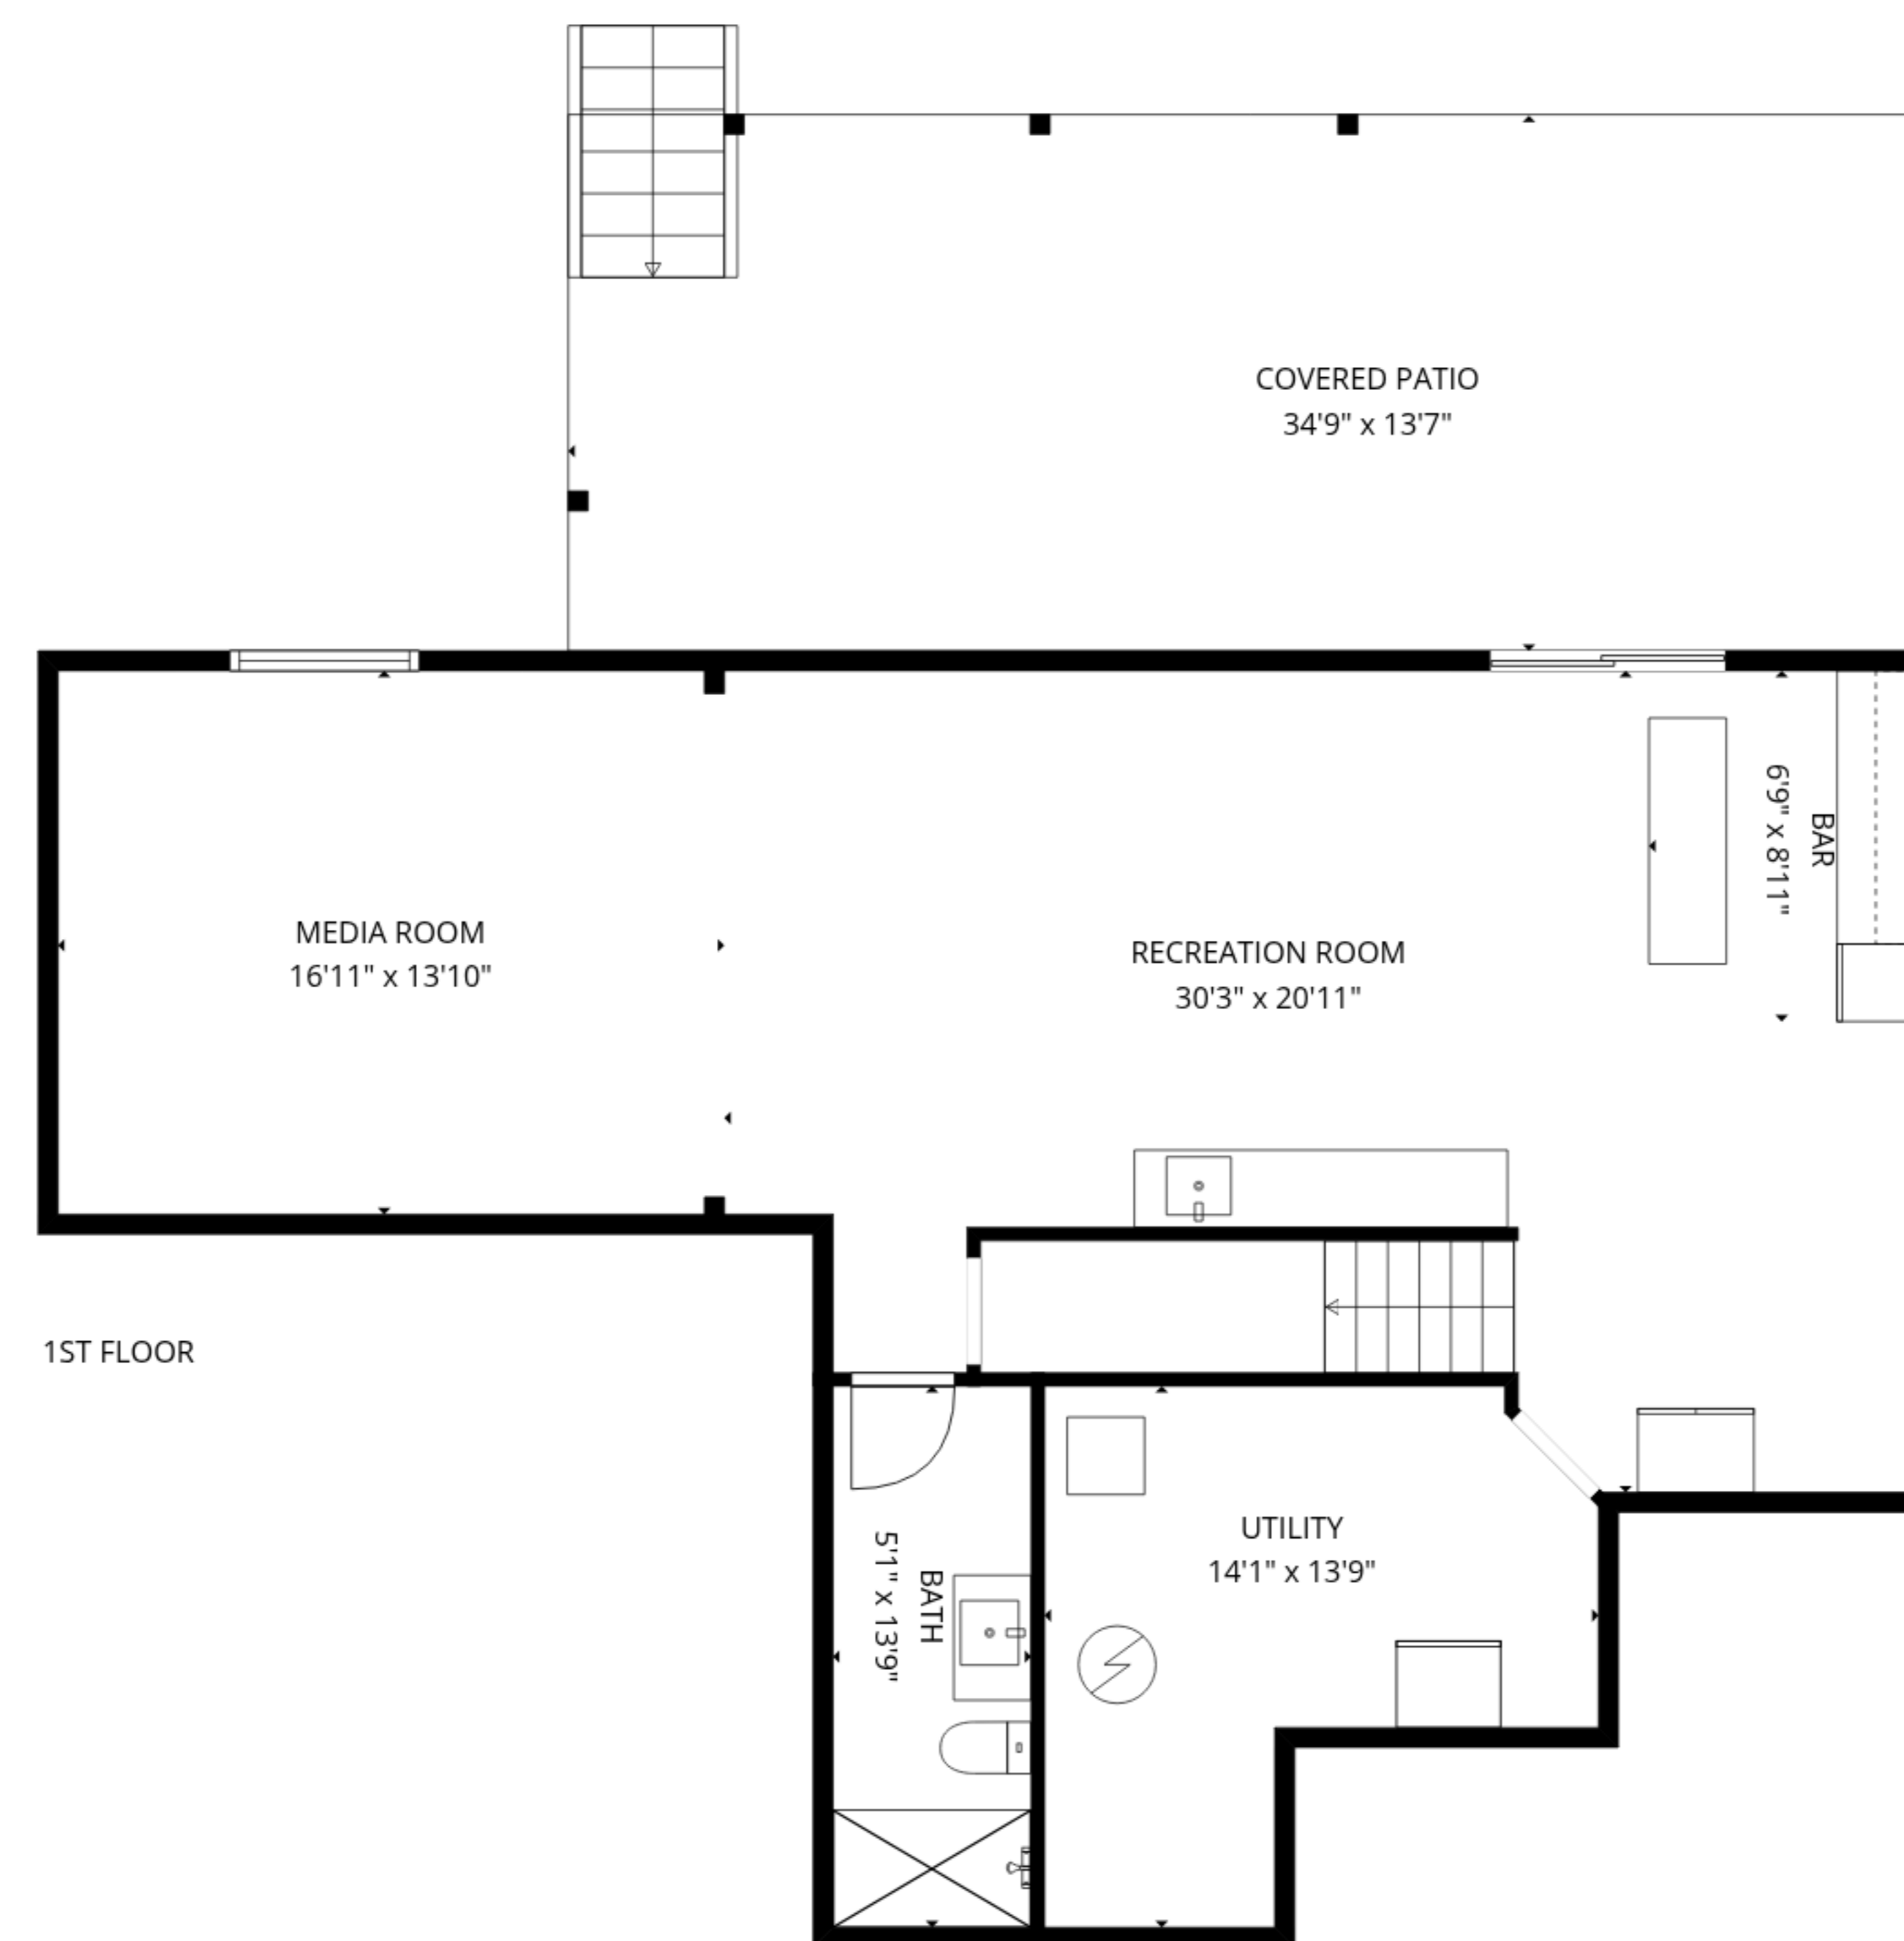 COVERED PATIO
34'9" x 13'7"
BAR
6'9" x 8'11"
MEDIA ROOM
16'11" x 13'10"
RECREATION ROOM
30'3" x 20'11"
1ST FLOOR
UTILITY
14'1" x 13'9"
BATH
5'1" x 13'9"